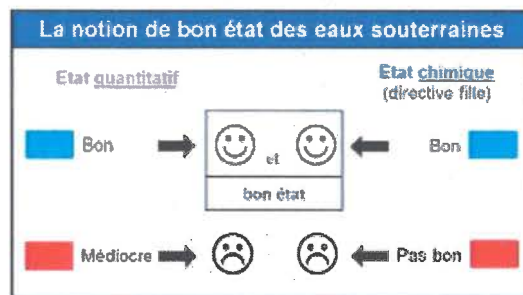 La notion de bon état des eaux souterraines
Etat quantitatif
Etat chimique
(directive fille)
Bon
et
Bon
bon état
Médiocre
Pas bon